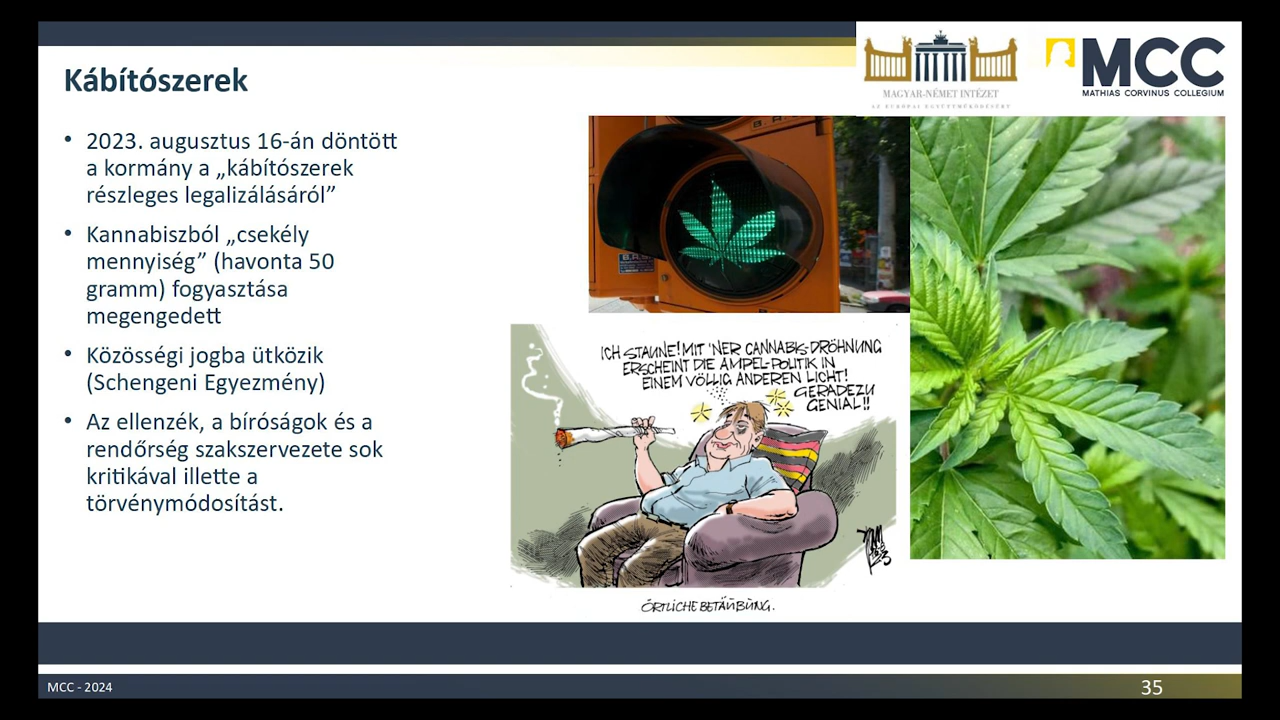 Kábítószerek
MAGYAR-NÉMET INTÉZET
AZ EURÓPAI EGYÜTTMŰKÖDÉSÉRT
MCC
MATHIAS CORVINUS COLLEGIUM
• 2023. augusztus 16-án döntött
a kormány a „kábítószerek
részleges legalizálásáról”
• Kannabiszból „csekély
mennyiség” (havonta 50
gramm) fogyasztása
megengedett
• Közösségi jogba ütközik
(Schengeni Egyezmény)
• Az ellenzék, a bíróságok és a
rendőrség szakszervezete sok
kritikával illette a
törvénymódosítást.
ICH STAUNE! MIT 'NER CANNABIS-DRÖHNUNG
ERSCHEINT DIE AMPEL-POLITIK IN
EINEM VÖLLIG ANDEREN LICHT!
GERADEZU
GENIAL!!
ÖRTLICHE BETÄUBUNG.
MCC - 2024
35